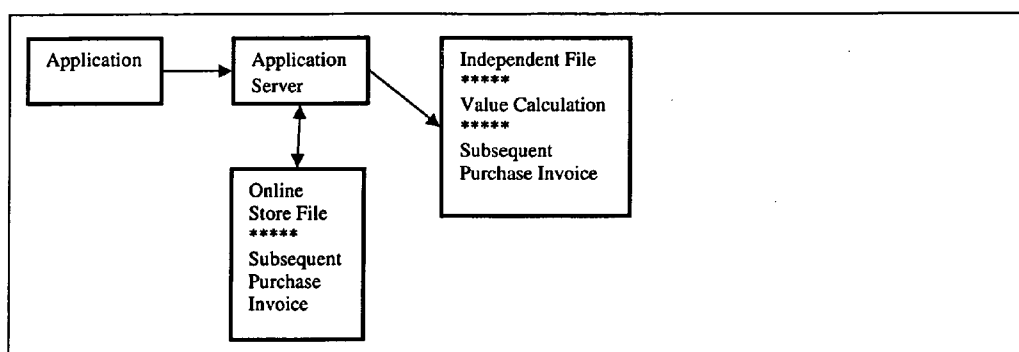 Application
Application
Server
Independent File
*****
Value Calculation
*****
Subsequent
Purchase Invoice
Online
Store File
*****
Subsequent
Purchase
Invoice